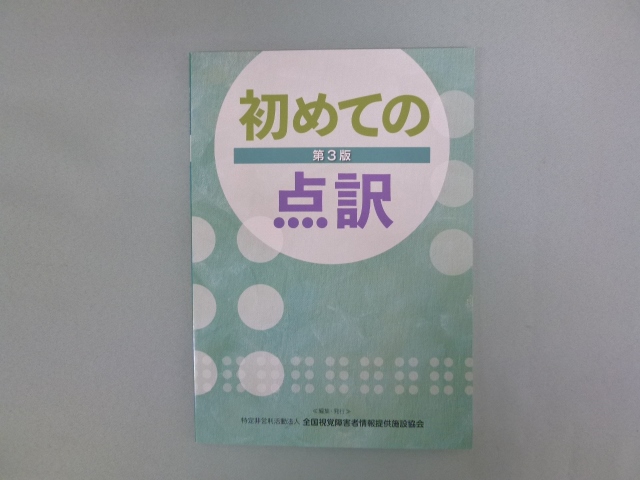 初めての
第3版
点訳
編集・発行
特定非営利活動法人 全国視覚障害者情報提供施設協会